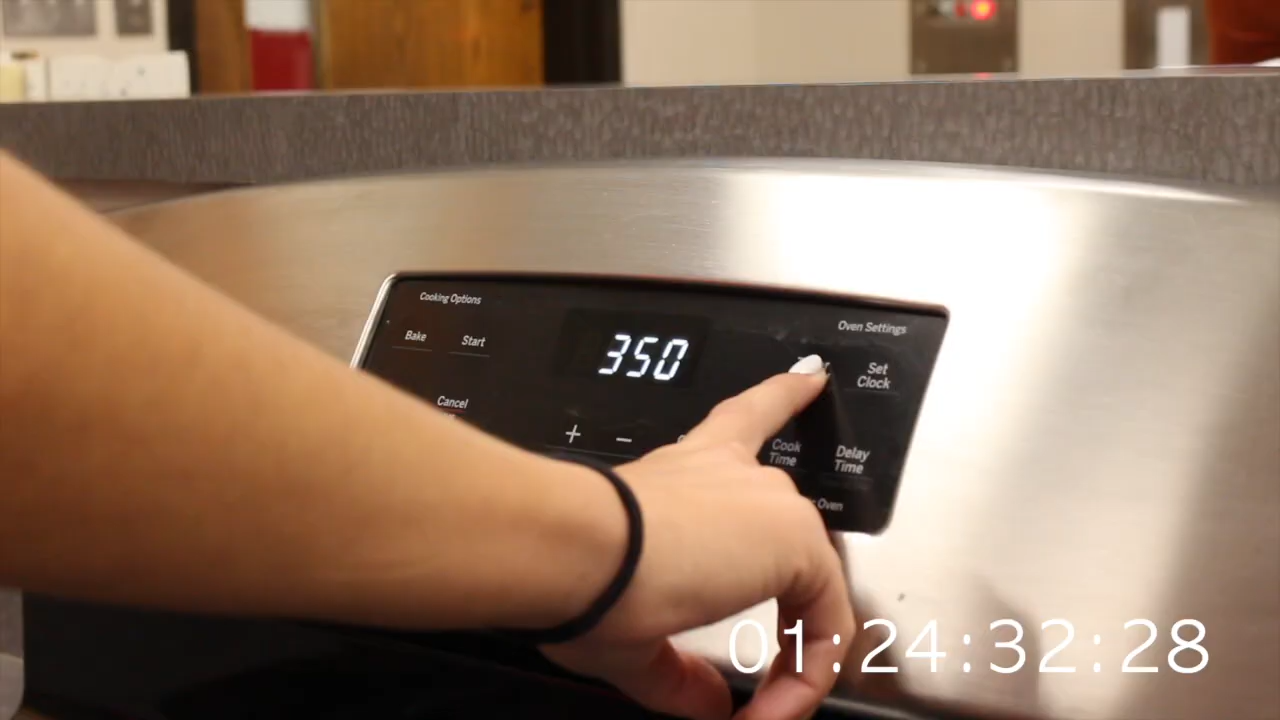 Cooking Options
Oven Settings
Bake
Start
350
Set
Clock
Cancel
+
−
Cook
Time
Delay
Time
Oven
01:24:32:28